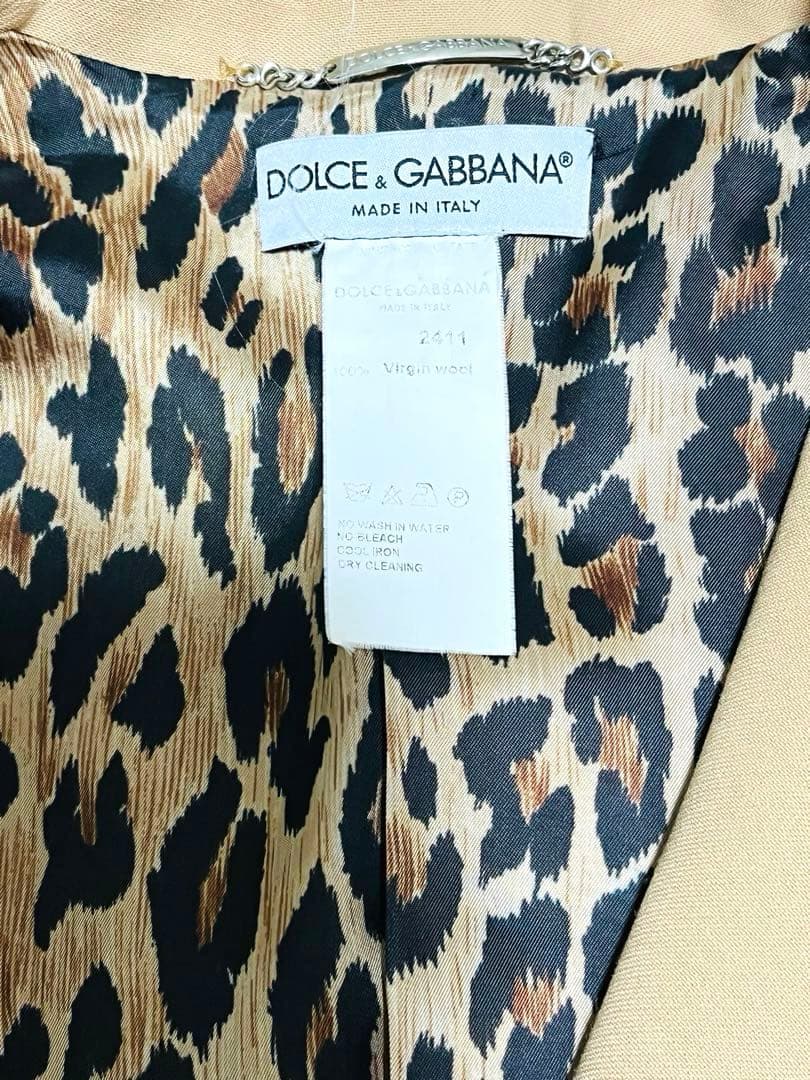 DOLCE & GABBANA
DOLCE & GABBANA®
MADE IN ITALY
DOLCE & GABBANA
MADE IN ITALY
2411
100% Virgin wool
NO WASH IN WATER
NO BLEACH
COOL IRON
DRY CLEANING